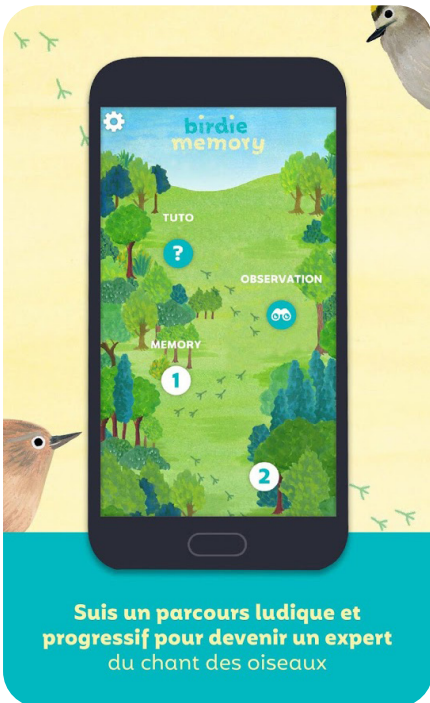 birdie
memory
TUTO
?
OBSERVATION
MEMORY
1
2
Suis un parcours ludique et
progressif pour devenir un expert
du chant des oiseaux